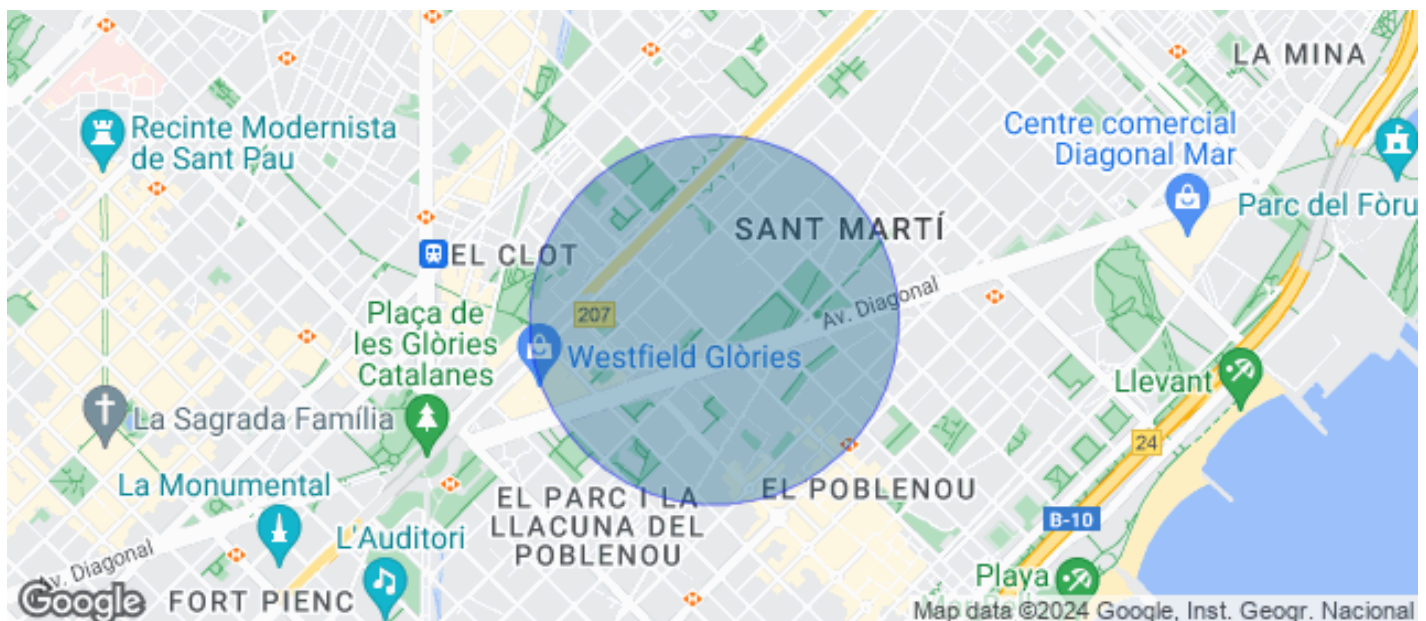 LA MINA
Recinte Modernista
de Sant Pau
Centre comercial
Diagonal Mar
Parc del Fòru
SANT MARTÍ
EL CLOT
207
Av. Diagonal
Plaça de
les Glòries
Catalanes
Westfield Glòries
Llevant
La Sagrada Família
24
La Monumental
EL PARC I LA
LLACUNA DEL
POBLENOU
EL POBLENOU
B-10
L'Auditori
Av. Diagonal
Playa
Google
FORT PIENC
Map data ©2024 Google, Inst. Geogr. Nacional